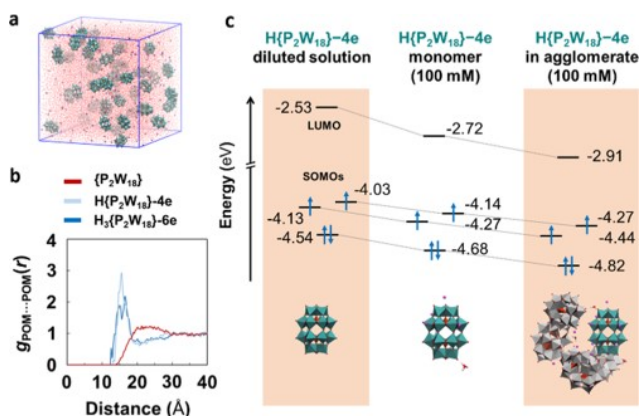 a
b
{P₂W₁₈}
H{P₂W₁₈}-4e
H₃{P₂W₁₈}-6e
gPOM···POM(r)
4
3
2
1
0
0 10 20 30 40
Distance (Å)
c
H{P₂W₁₈}–4e
diluted solution
H{P₂W₁₈}–4e
monomer
(100 mM)
H{P₂W₁₈}–4e
in agglomerate
(100 mM)
Energy (eV)
-2.53
LUMO
-2.72
-2.91
SOMOs
-4.03
-4.13
-4.54
-4.14
-4.27
-4.68
-4.27
-4.44
-4.82